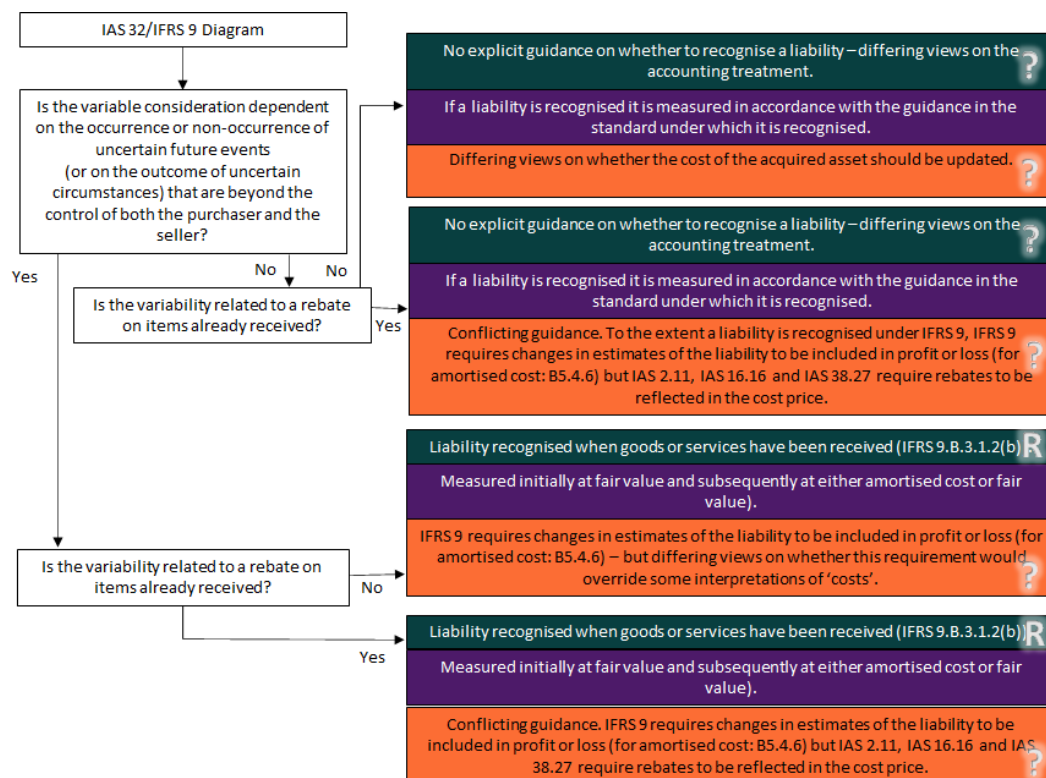 IAS 32/IFRS 9 Diagram
Is the variable consideration dependent
on the occurrence or non-occurrence of
uncertain future events
(or on the outcome of uncertain
circumstances) that are beyond the
control of both the purchaser and the
seller?
Yes
No
No
Is the variability related to a rebate
on items already received?
Yes
No explicit guidance on whether to recognise a liability – differing views on the
accounting treatment.
?
If a liability is recognised it is measured in accordance with the guidance in the
standard under which it is recognised.
Differing views on whether the cost of the acquired asset should be updated.
?
No explicit guidance on whether to recognise a liability – differing views on the
accounting treatment.
?
If a liability is recognised it is measured in accordance with the guidance in the
standard under which it is recognised.
Conflicting guidance. To the extent a liability is recognised under IFRS 9, IFRS 9
requires changes in estimates of the liability to be included in profit or loss (for
amortised cost: B5.4.6) but IAS 2.11, IAS 16.16 and IAS 38.27 require rebates to be
reflected in the cost price.
?
Is the variability related to a rebate on
items already received?
No
Yes
Liability recognised when goods or services have been received (IFRS 9.B.3.1.2(b)
R
Measured initially at fair value and subsequently at either amortised cost or fair
value).
IFRS 9 requires changes in estimates of the liability to be included in profit or loss (for
amortised cost: B5.4.6) – but differing views on whether this requirement would
override some interpretations of ‘costs’.
?
Liability recognised when goods or services have been received (IFRS 9.B.3.1.2(b))
R
Measured initially at fair value and subsequently at either amortised cost or fair
value).
Conflicting guidance. IFRS 9 requires changes in estimates of the liability to be
included in profit or loss (for amortised cost: B5.4.6) but IAS 2.11, IAS 16.16 and IAS
38.27 require rebates to be reflected in the cost price.
?